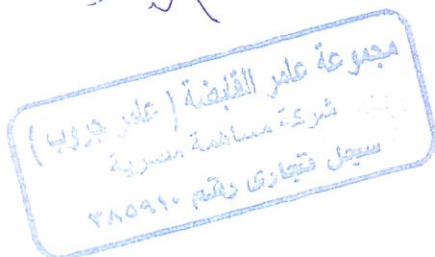 مجموعة عامر القابضة (عامر جروب)
شركة مساهمة مصرية
سجل تجاري رقم ٣٨٥٩١٠